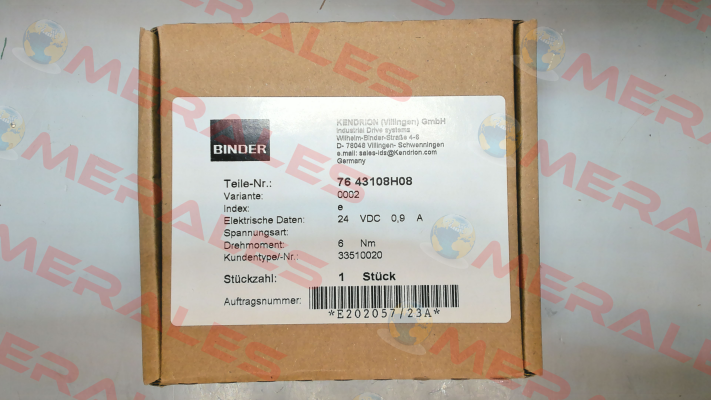 OMERALES
BINDER
KENDRION (Villingen) GmbH
Industrial Drive systems
Wilhelm-Binder-Straße 4-6
D- 78048 Villingen- Schwenningen
e.mail: sales-ids@Kendrion.com
Germany
Teile-Nr.: 76 43108H08
Variante: 0002
Index: e
Elektrische Daten: 24 VDC 0,9 A
Spannungsart:
Drehmoment: 6 Nm
Kundentype/-Nr.: 33510020
Stückzahl: 1 Stück
Auftragsnummer:
*E202057/23A*